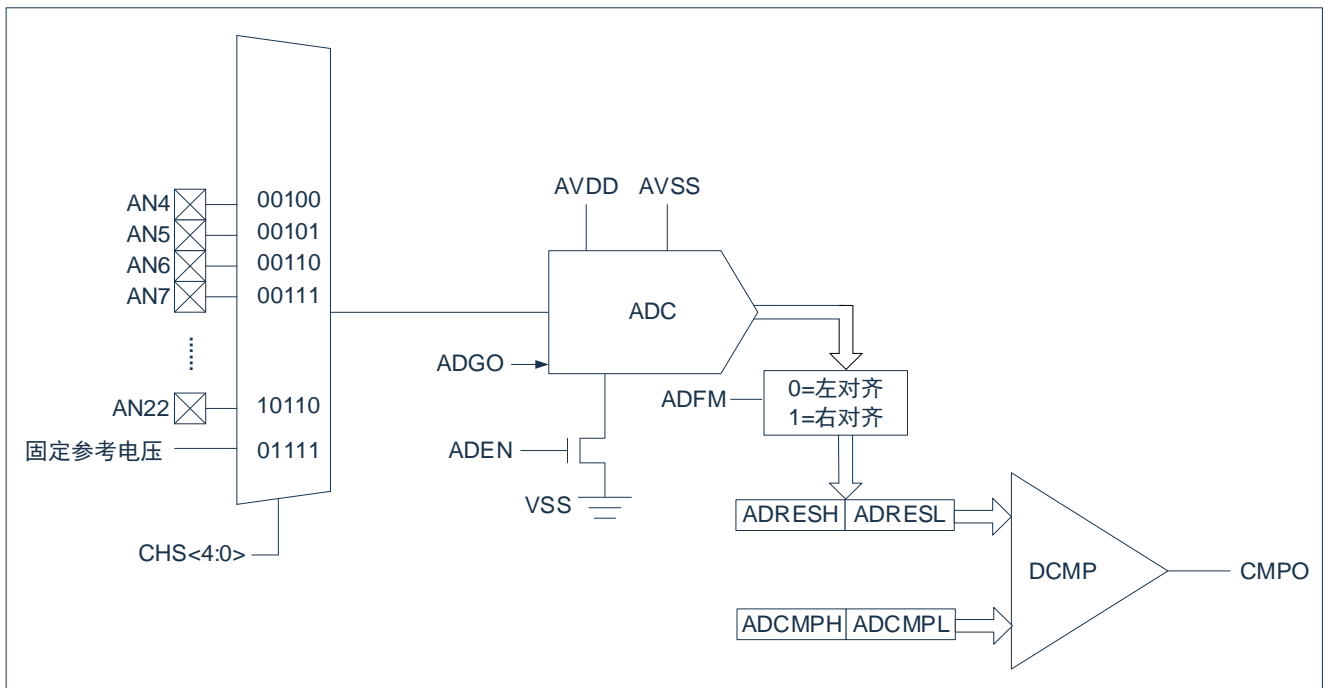 AN4
00100
AN5
00101
AN6
00110
AN7
00111
AN22
10110
固定参考电压
01111
CHS<4:0>
AVDD
AVSS
ADC
ADGO
ADEN
VSS
ADFM
0=左对齐
1=右对齐
ADRESH
ADRESL
ADCMPH
ADCMPL
DCMP
CMPO